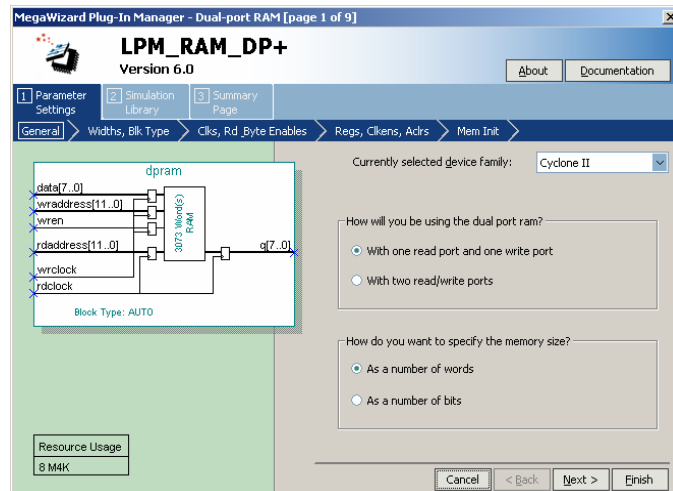 MegaWizard Plug-In Manager - Dual-port RAM [page 1 of 9]
LPM_RAM_DP+
Version 6.0
About
Documentation
1 Parameter Settings
2 Simulation Library
3 Summary Page
General
Widths, Blk Type
Clks, Rd_Byte Enables
Regs, Clkens, Aclrs
Mem Init
dpram
data[7..0]
wraddress[11..0]
wren
rdaddress[11..0]
wrclock
rdclock
3073 Word(s)
RAM
q[7..0]
Block Type: AUTO
Currently selected device family:
Cyclone II
How will you be using the dual port ram?
With one read port and one write port
With two read/write ports
How do you want to specify the memory size?
As a number of words
As a number of bits
Resource Usage
8 M4K
Cancel
< Back
Next >
Finish